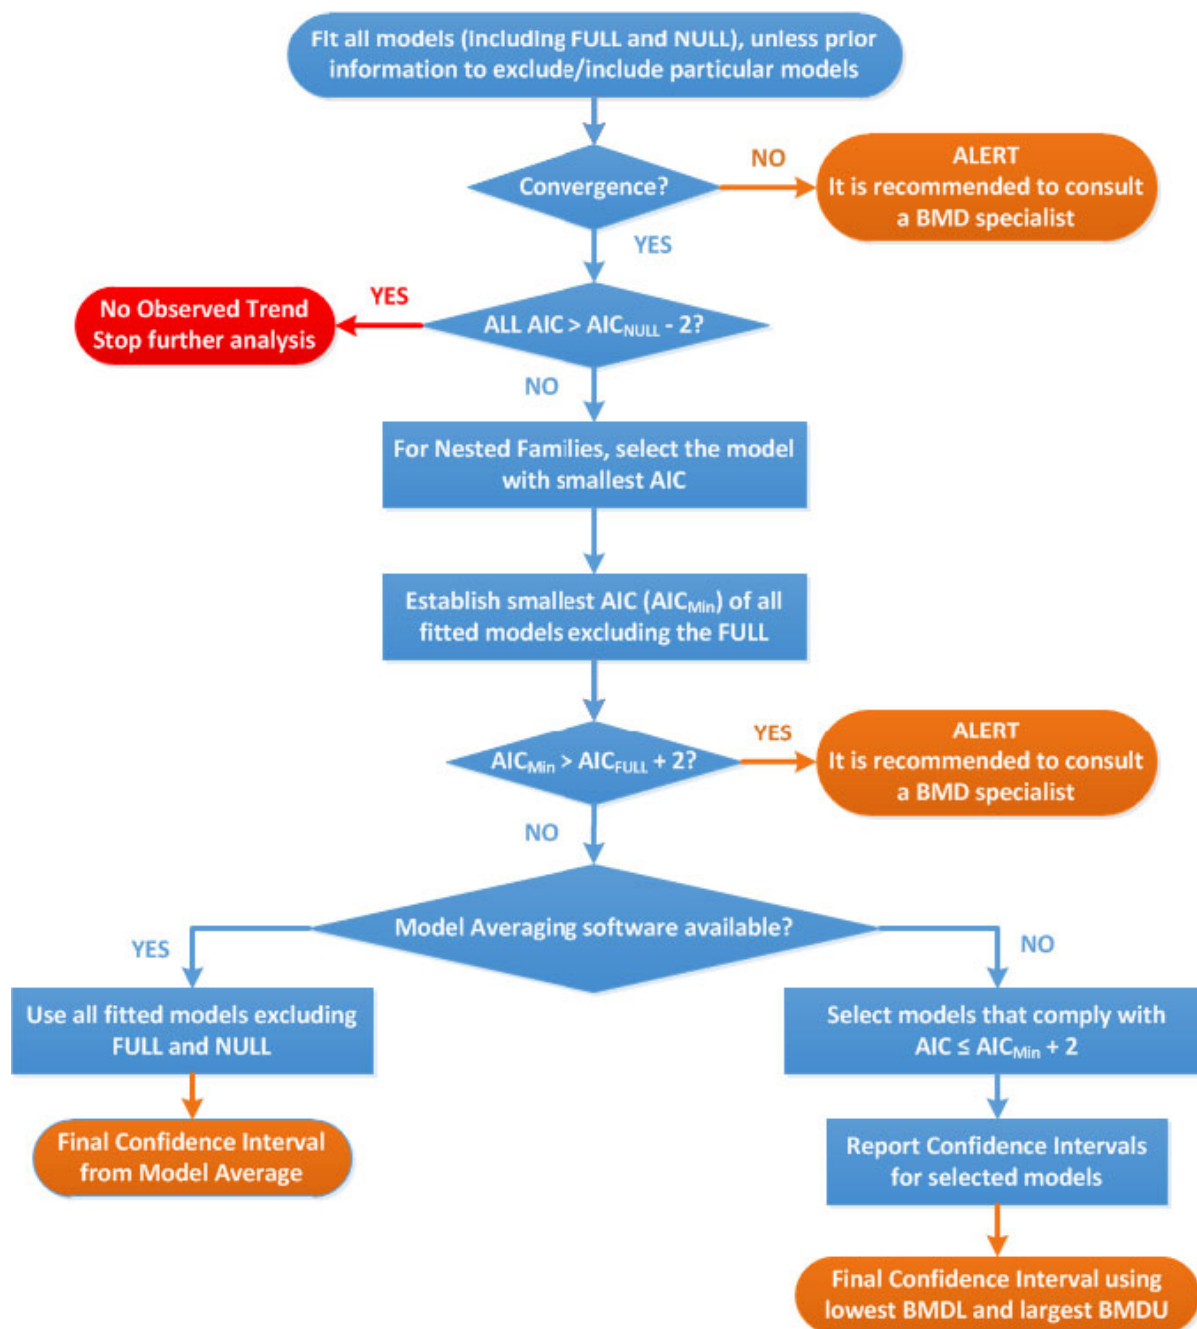 Fit all models (including FULL and NULL), unless prior
information to exclude/include particular models
Convergence?
NO
ALERT
It is recommended to consult
a BMD specialist
YES
ALL AIC > AIC_NULL - 2?
YES
No Observed Trend
Stop further analysis
NO
For Nested Families, select the model
with smallest AIC
Establish smallest AIC (AIC_Min) of all
fitted models excluding the FULL
AIC_Min > AIC_FULL + 2?
YES
ALERT
It is recommended to consult
a BMD specialist
NO
Model Averaging software available?
YES
Use all fitted models excluding
FULL and NULL
Final Confidence Interval
from Model Average
NO
Select models that comply with
AIC ≤ AIC_Min + 2
Report Confidence Intervals
for selected models
Final Confidence Interval using
lowest BMDL and largest BMDU